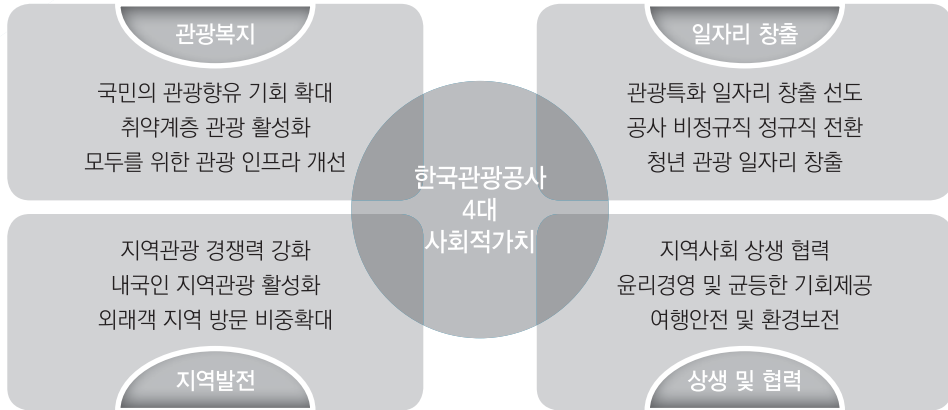 관광복지
국민의 관광향유 기회 확대
취약계층 관광 활성화
모두를 위한 관광 인프라 개선
일자리 창출
관광특화 일자리 창출 선도
공사 비정규직 정규직 전환
청년 관광 일자리 창출
한국관광공사
4대
사회적가치
지역관광 경쟁력 강화
내국인 지역관광 활성화
외래객 지역 방문 비중확대
지역발전
지역사회 상생 협력
윤리경영 및 균등한 기회제공
여행안전 및 환경보전
상생 및 협력